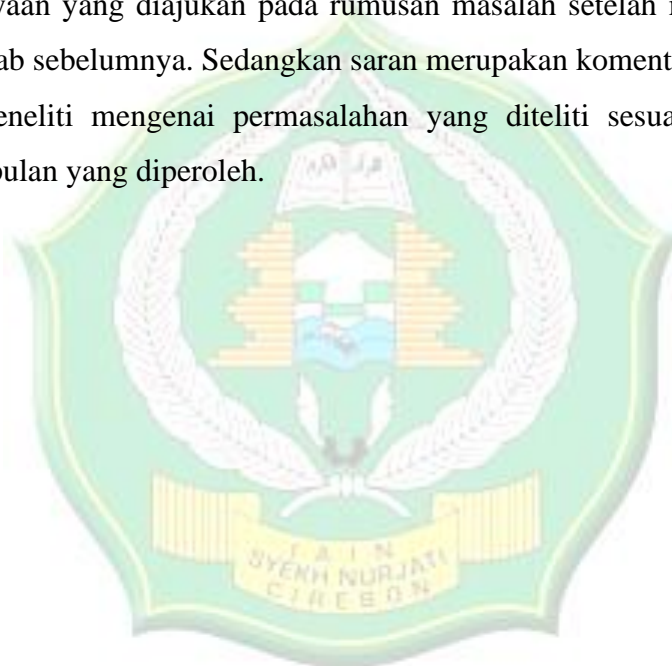 yaan yang diajukan pada rumusan masalah setelah
ab sebelumnya. Sedangkan saran merupakan koment
eneliti mengenai permasalahan yang diteliti sesua
pulan yang diperoleh.
I A I N
SYEKH NURJATI
CIREBON